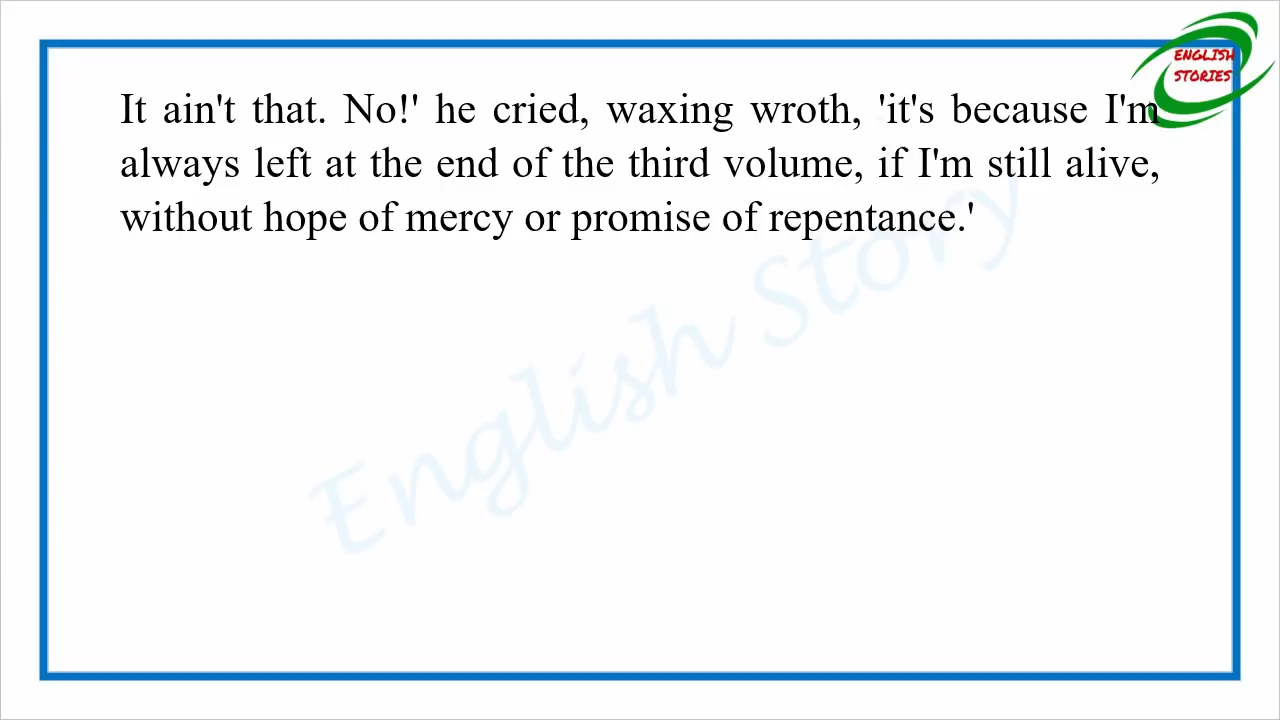 ENGLISH
STORIES
It ain't that. No!' he cried, waxing wroth, 'it's because I'm
always left at the end of the third volume, if I'm still alive,
without hope of mercy or promise of repentance.'
English Story